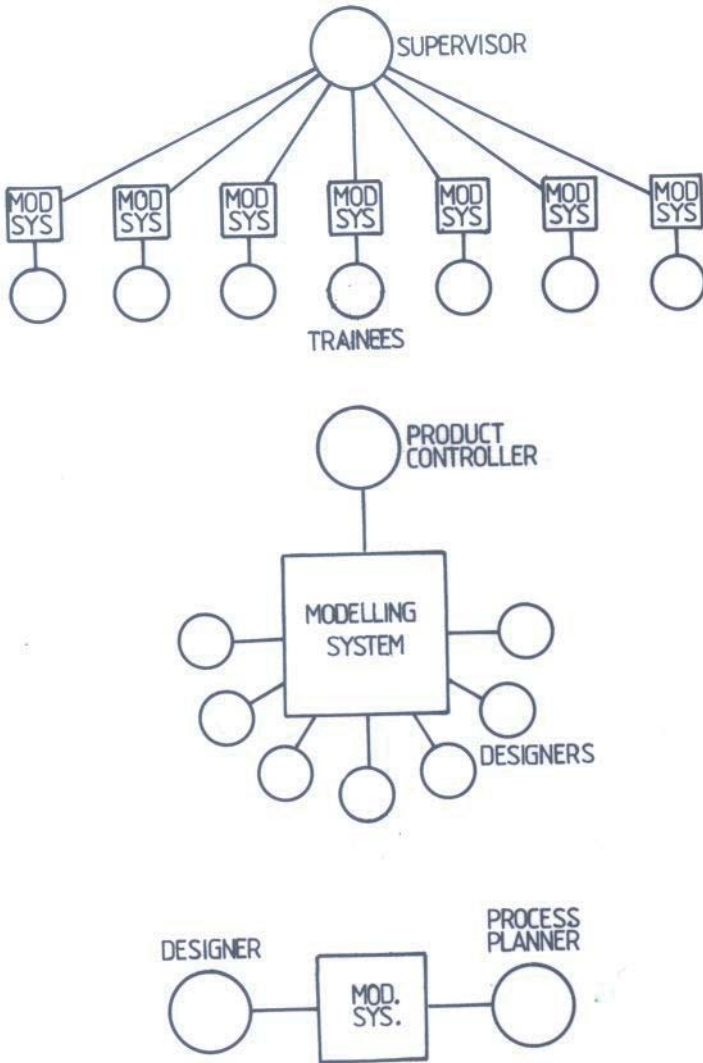 SUPERVISOR
MOD
SYS
MOD
SYS
MOD
SYS
MOD
SYS
MOD
SYS
MOD
SYS
MOD
SYS
TRAINEES
PRODUCT
CONTROLLER
MODELLING
SYSTEM
DESIGNERS
DESIGNER
MOD.
SYS.
PROCESS
PLANNER